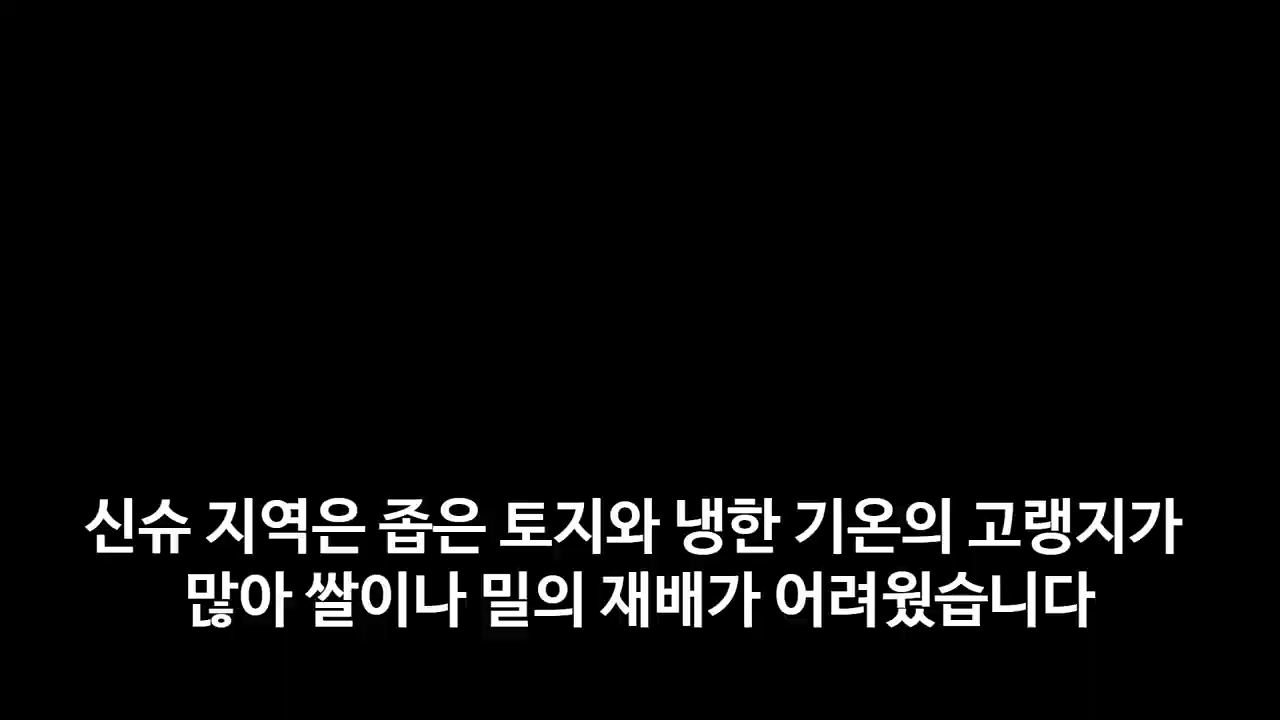 신슈 지역은 좁은 토지와 냉한 기온의 고랭지가
많아 쌀이나 밀의 재배가 어려웠습니다